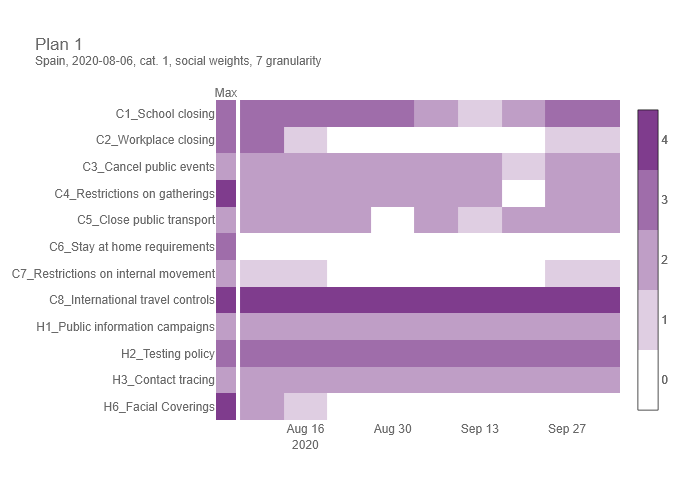 Plan 1
Spain, 2020-08-06, cat. 1, social weights, 7 granularity
Max
C1_School closing
C2_Workplace closing
C3_Cancel public events
C4_Restrictions on gatherings
C5_Close public transport
C6_Stay at home requirements
C7_Restrictions on internal movement
C8_International travel controls
H1_Public information campaigns
H2_Testing policy
H3_Contact tracing
H6_Facial Coverings
4
3
2
1
0
Aug 16 Aug 30 Sep 13 Sep 27
2020